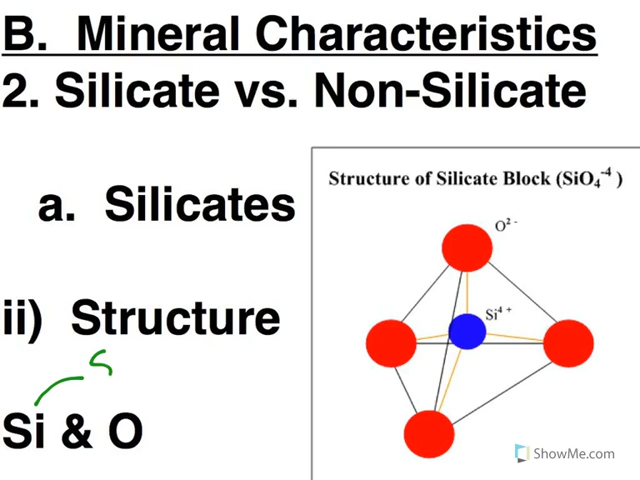 B. Mineral Characteristics
2. Silicate vs. Non-Silicate
a. Silicates
ii) Structure
S
Si & O
Structure of Silicate Block (SiO₄⁻⁴ )
O²⁻
Si⁴⁺
ShowMe.com